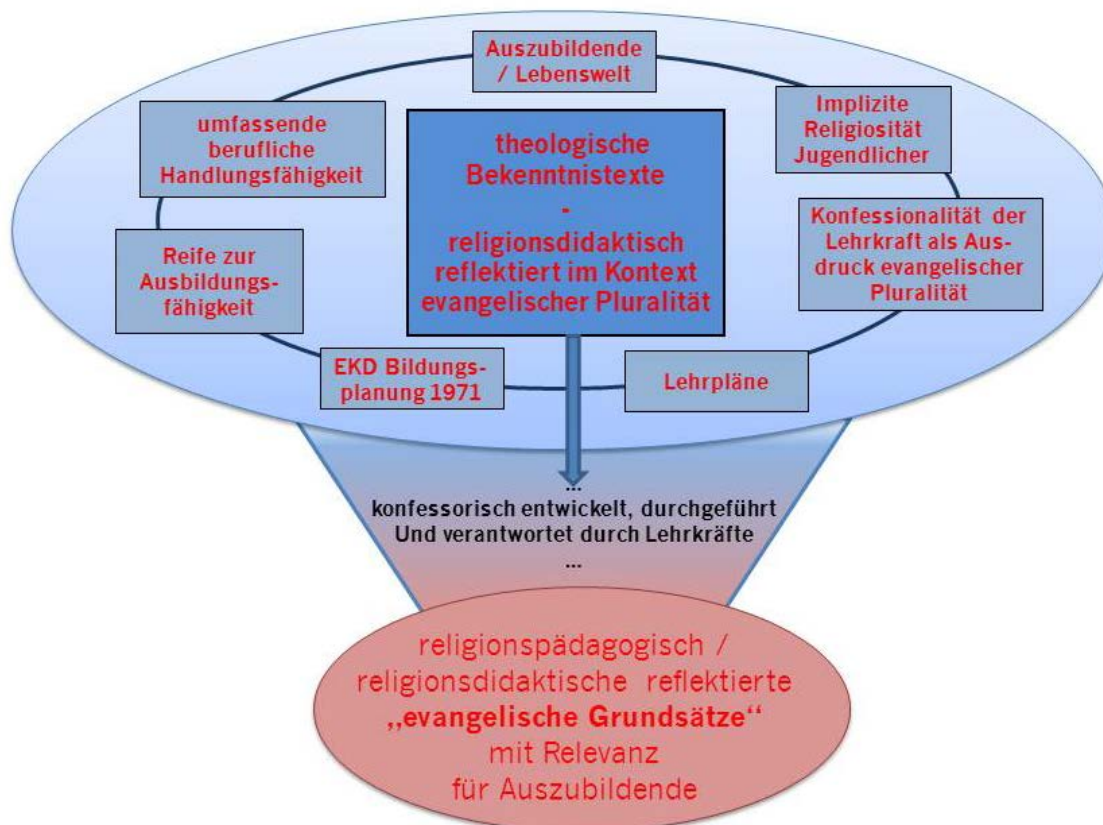 Auszubildende
/ Lebenswelt
umfassende
berufliche
Handlungsfähigkeit
Implizite
Religiosität
Jugendlicher
theologische
Bekenntnistexte
-
religionsdidaktisch
reflektiert im Kontext
evangelischer Pluralität
Reife zur
Ausbildungs-
fähigkeit
Konfessionalität der
Lehrkraft als Aus-
druck evangelischer
Pluralität
EKD Bildungs-
planung 1971
Lehrpläne
...
konfessorisch entwickelt, durchgeführt
Und verantwortet durch Lehrkräfte
...
religionspädagogisch /
religionsdidaktische reflektierte
„evangelische Grundsätze“
mit Relevanz
für Auszubildende